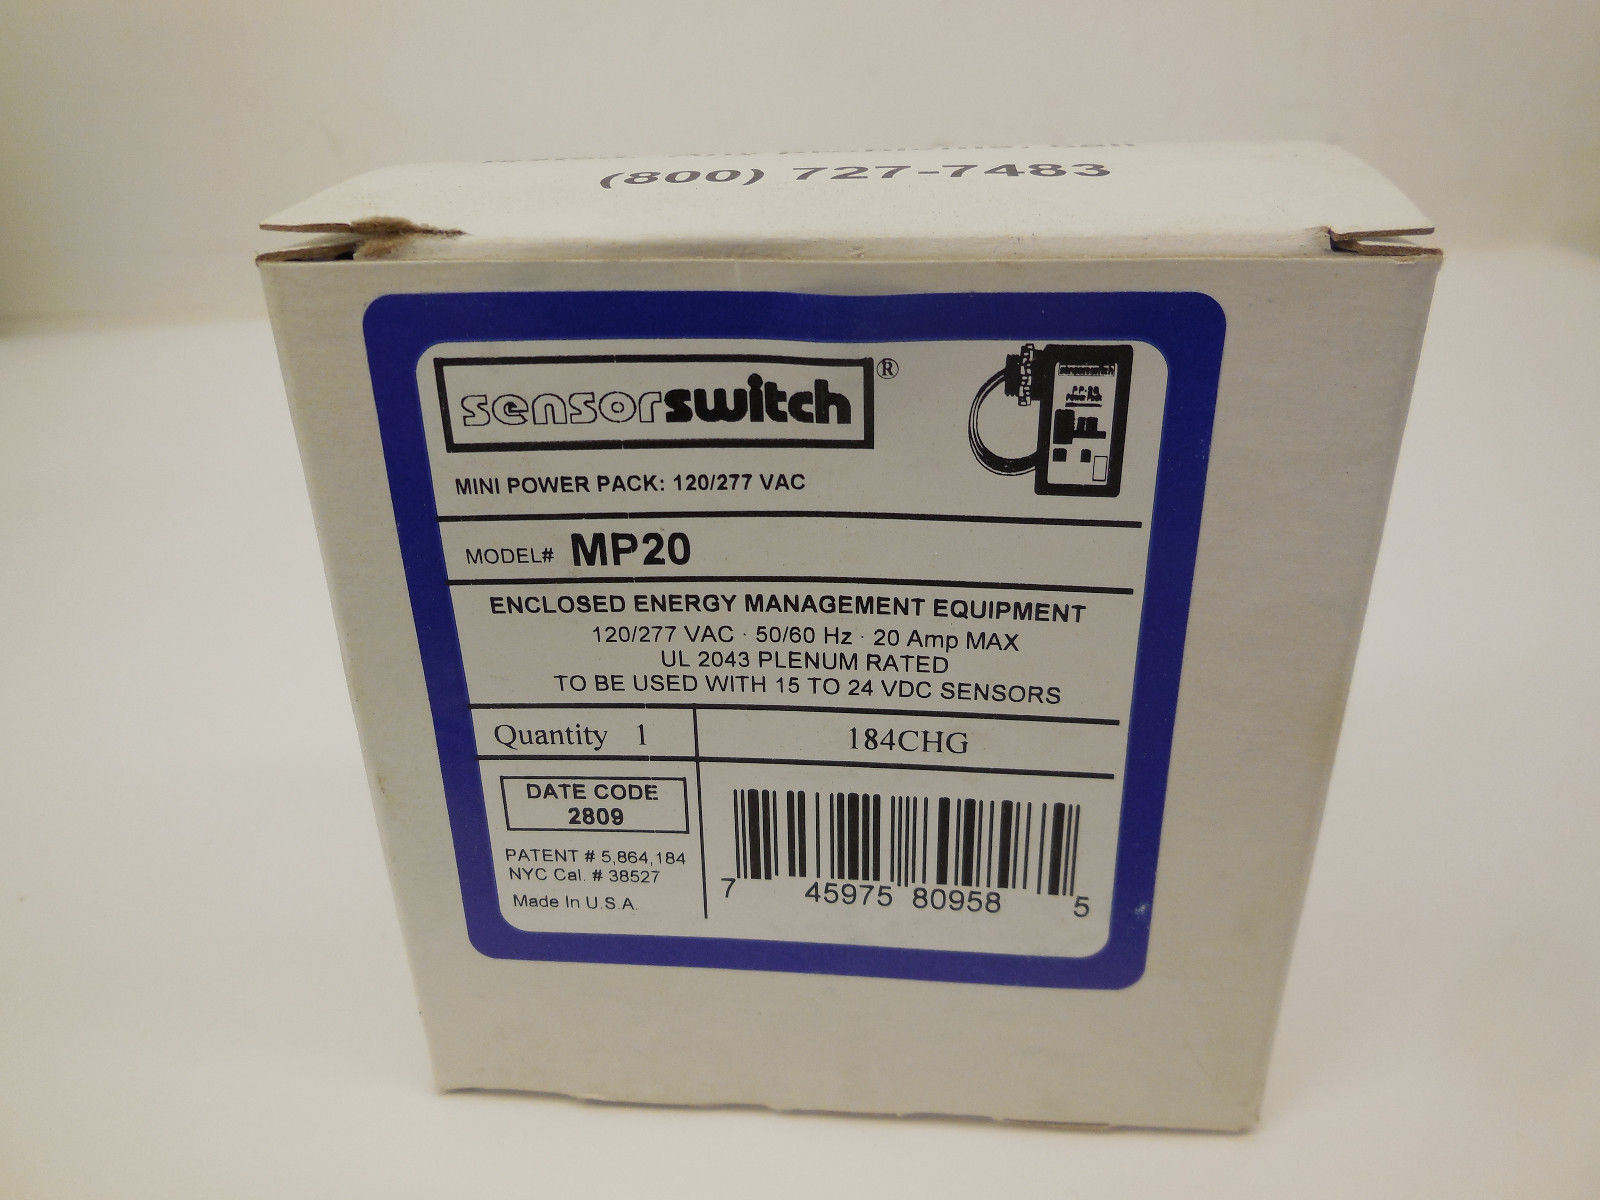 (800) 727-7483
sensorswitch®
MINI POWER PACK: 120/277 VAC
MODEL# MP20
ENCLOSED ENERGY MANAGEMENT EQUIPMENT
120/277 VAC · 50/60 Hz · 20 Amp MAX
UL 2043 PLENUM RATED
TO BE USED WITH 15 TO 24 VDC SENSORS
Quantity 1
184CHG
DATE CODE
2809
PATENT # 5,864,184
NYC Cal. # 38527
Made In U.S.A.
7 45975 80958 5